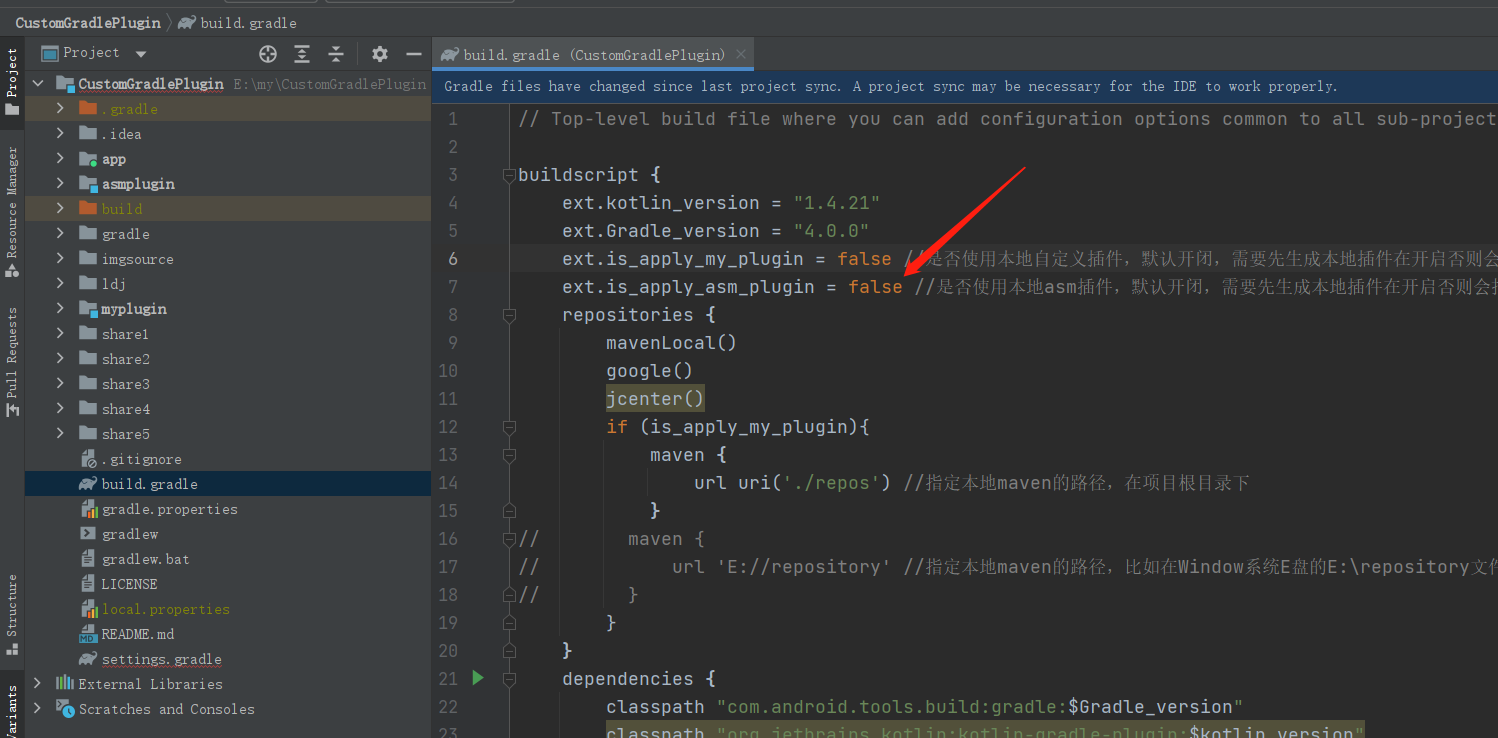 CustomGradlePlugin
build.gradle
Project
build.gradle (CustomGradlePlugin)
Project
Resource Manager
Pull Requests
Structure
Variants
CustomGradlePlugin E:\my\CustomGradlePlugin
.gradle
.idea
app
asmplugin
build
gradle
imgsource
ldj
myplugin
share1
share2
share3
share4
share5
.gitignore
build.gradle
gradle.properties
gradlew
gradlew.bat
LICENSE
local.properties
README.md
settings.gradle
External Libraries
Scratches and Consoles
Gradle files have changed since last project sync. A project sync may be necessary for the IDE to work properly.
1 // Top-level build file where you can add configuration options common to all sub-project
2
3 buildscript {
4 ext.kotlin_version = "1.4.21"
5 ext.Gradle_version = "4.0.0"
6 ext.is_apply_my_plugin = false //是否使用本地自定义插件，默认开闭，需要先生成本地插件在开启否则会
7 ext.is_apply_asm_plugin = false //是否使用本地asm插件，默认开闭，需要先生成本地插件在开启否则会
8 repositories {
9 mavenLocal()
10 google()
11 jcenter()
12 if (is_apply_my_plugin){
13 maven {
14 url uri('./repos') //指定本地maven的路径，在项目根目录下
15 }
16 // maven {
17 // url 'E://repository' //指定本地maven的路径，比如在Window系统E盘的E:\repository文件
18 // }
19 }
20 }
21 dependencies {
22 classpath "com.android.tools.build:gradle:$Gradle_version"
23 classpath "org.jetbrains.kotlin:kotlin-gradle-plugin:$kotlin_version"